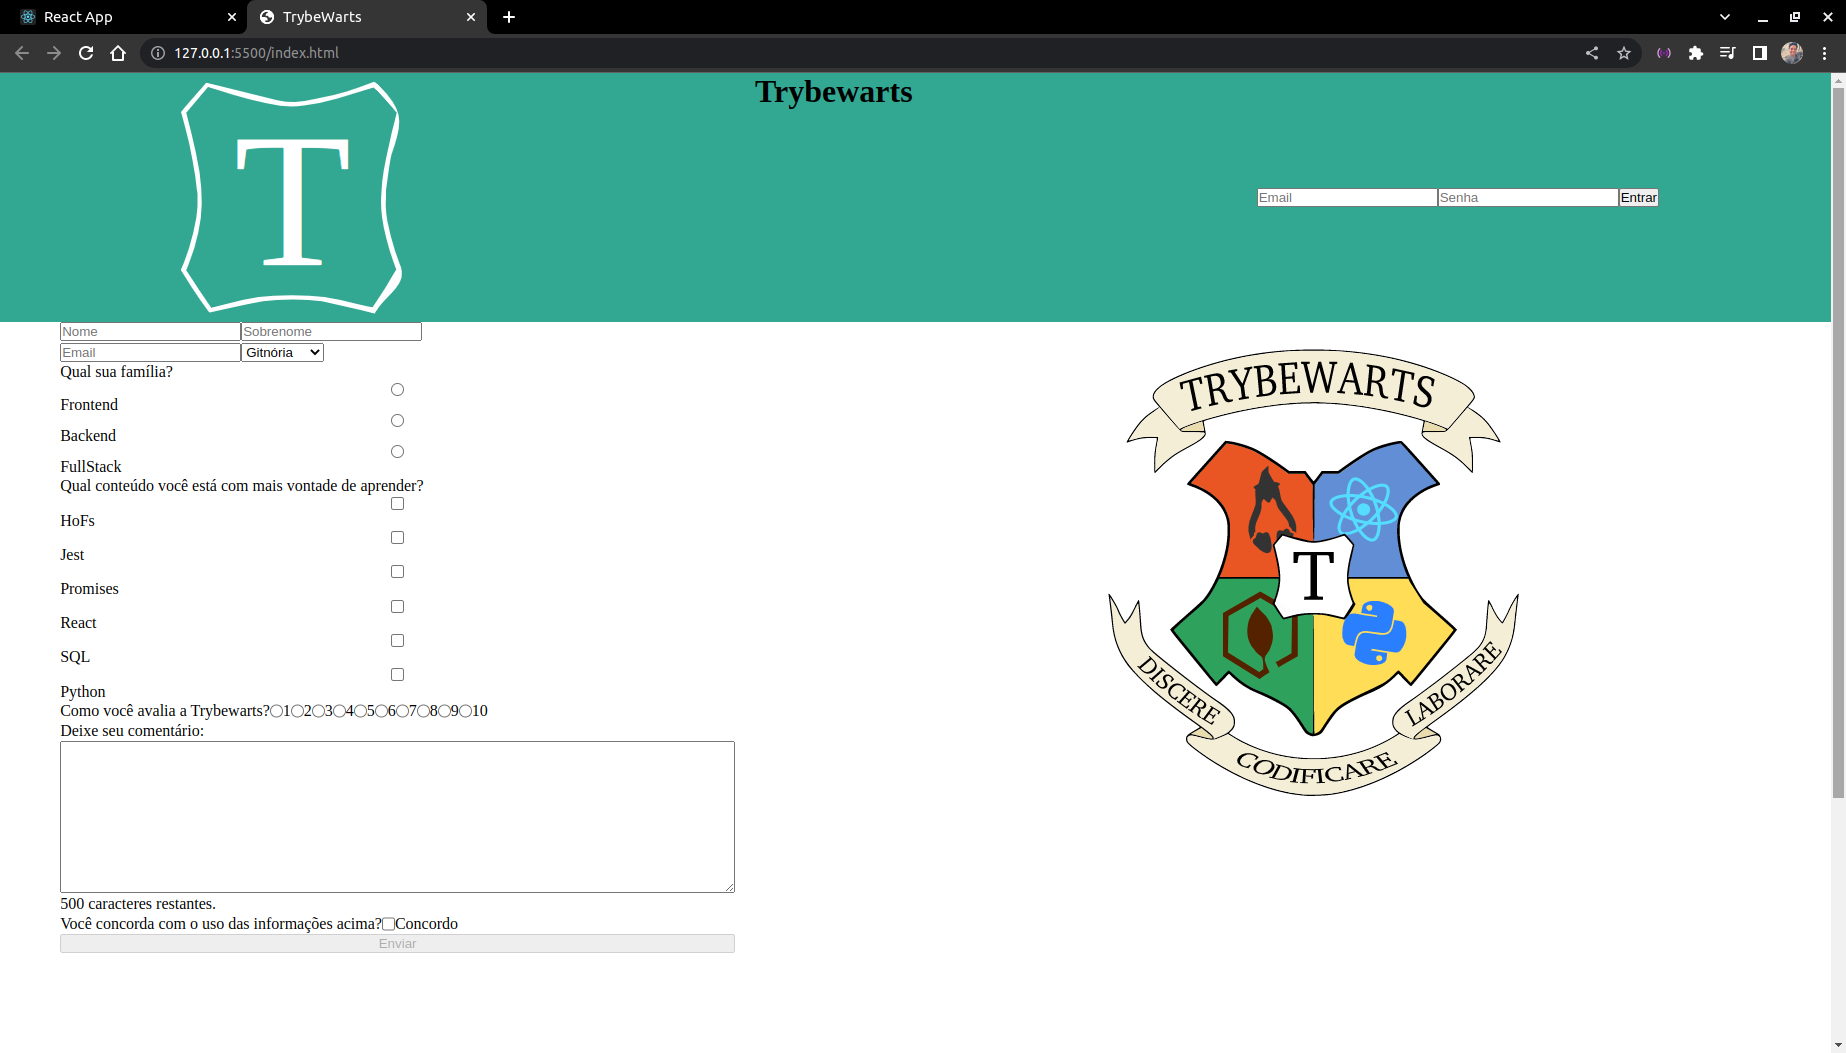 React App
TrybeWarts
127.0.0.1:5500/index.html
T
Trybewarts
Email Senha Entrar
Nome Sobrenome
Email Gitnória
Qual sua família?
Frontend
Backend
FullStack
Qual conteúdo você está com mais vontade de aprender?
HoFs
Jest
Promises
React
SQL
Python
Como você avalia a Trybewarts? 1 2 3 4 5 6 7 8 9 10
Deixe seu comentário:
500 caracteres restantes.
Você concorda com o uso das informações acima? Concordo
Enviar
TRYBEWARTS
T
DISCERE
LABORARE
CODIFICARE